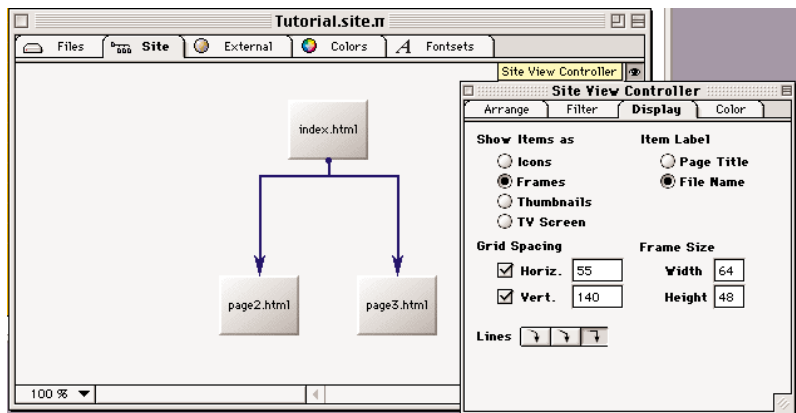 Tutorial.site.π
Files Site External Colors Fontsets
Site View Controller
index.html
page2.html page3.html
100 %
Site View Controller
Arrange Filter Display Color
Show Items as Item Label
Icons Page Title
Frames File Name
Thumbnails
TV Screen
Grid Spacing Frame Size
Horiz. 55 Width 64
Vert. 140 Height 48
Lines